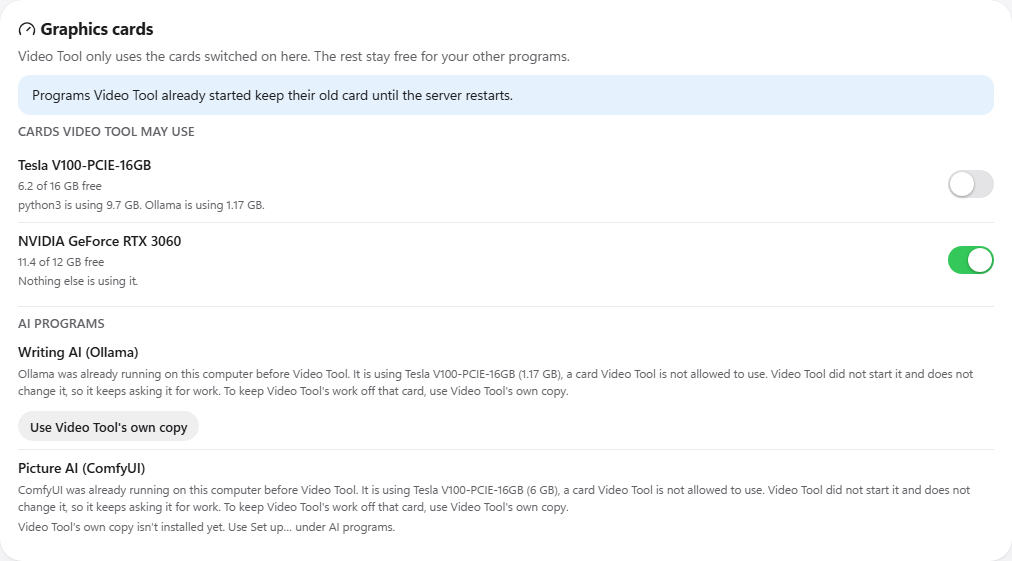 Graphics cards
Video Tool only uses the cards switched on here. The rest stay free for your other programs.
Programs Video Tool already started keep their old card until the server restarts.
CARDS VIDEO TOOL MAY USE
Tesla V100-PCIE-16GB
6.2 of 16 GB free
python3 is using 9.7 GB. Ollama is using 1.17 GB.
NVIDIA GeForce RTX 3060
11.4 of 12 GB free
Nothing else is using it.
AI PROGRAMS
Writing AI (Ollama)
Ollama was already running on this computer before Video Tool. It is using Tesla V100-PCIE-16GB (1.17 GB), a card Video Tool is not allowed to use. Video Tool did not start it and does not
change it, so it keeps asking it for work. To keep Video Tool's work off that card, use Video Tool's own copy.
Use Video Tool's own copy
Picture AI (ComfyUI)
ComfyUI was already running on this computer before Video Tool. It is using Tesla V100-PCIE-16GB (6 GB), a card Video Tool is not allowed to use. Video Tool did not start it and does not
change it, so it keeps asking it for work. To keep Video Tool's work off that card, use Video Tool's own copy.
Video Tool's own copy isn't installed yet. Use Set up... under AI programs.